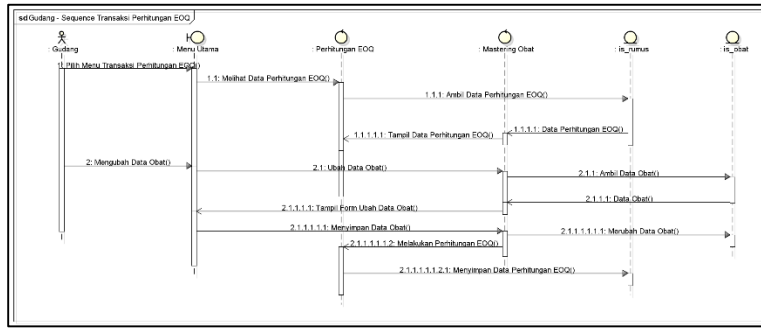 sd Gudang - Sequence Transaksi Perhitungan EOQ
: Gudang
: Menu Utama
: Perhitungan EOQ
: Mastering Obat
: is_rumus
: is_obat
1: Pilih Menu Transaksi Perhitungan EOQ()
1.1: Melihat Data Perhitungan EOQ()
1.1.1: Ambil Data Perhitungan EOQ()
1.1.1.1: Data Perhitungan EOQ()
1.1.1.1.1: Tampil Data Perhitungan EOQ()
2: Mengubah Data Obat()
2.1: Ubah Data Obat()
2.1.1: Ambil Data Obat()
2.1.1.1: Data Obat()
2.1.1.1.1: Tampil Form Ubah Data Obat()
2.1.1.1.1.1: Menyimpan Data Obat()
2.1.1.1.1.1.1: Merubah Data Obat()
2.1.1.1.1.1.2: Melakukan Perhitungan EOQ()
2.1.1.1.1.1.2.1: Menyimpan Data Perhitungan EOQ()